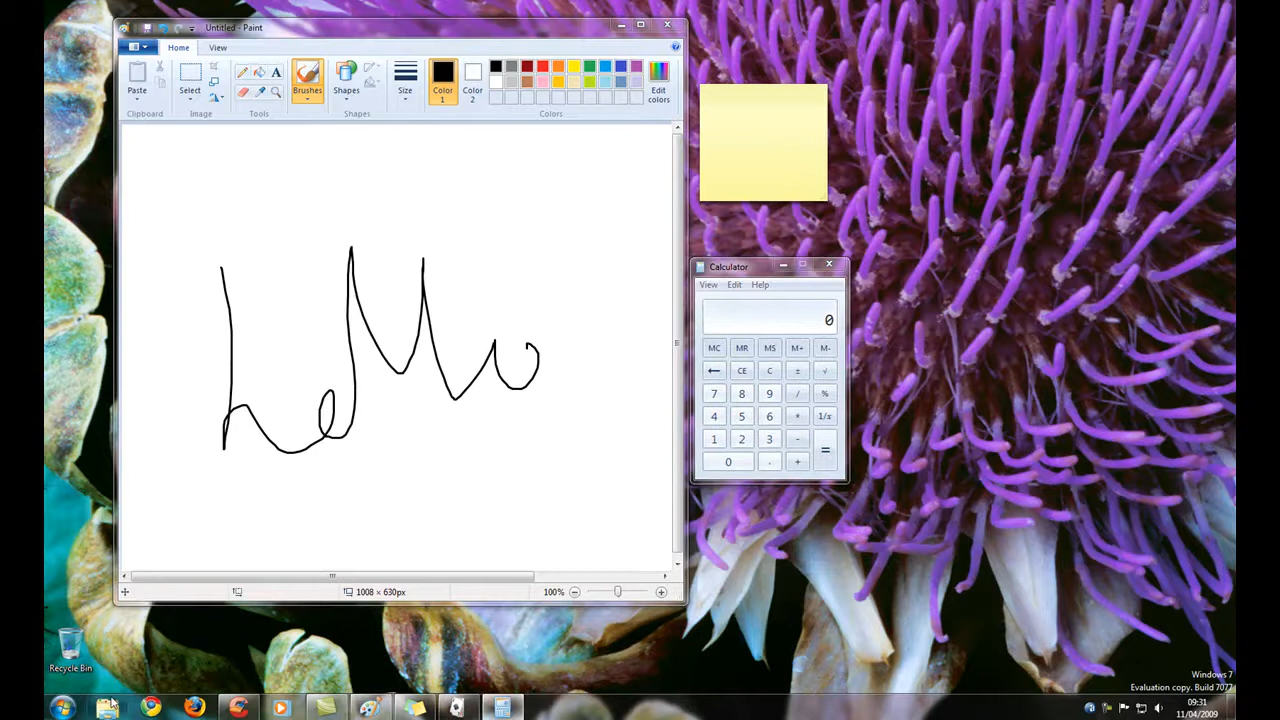 Untitled - Paint
Home View
Paste Select Brushes Shapes Size Color 1 Color 2 Edit colors
Clipboard Image Tools Shapes Colors
Hello
1008 × 630px 100%
Calculator
View Edit Help
0
MC MR MS M+ M-
← CE C ± √
7 8 9 / %
4 5 6 * 1/x
1 2 3 - =
0 . +
Recycle Bin
Windows 7
Evaluation copy. Build 7077
09:31
11/04/2009